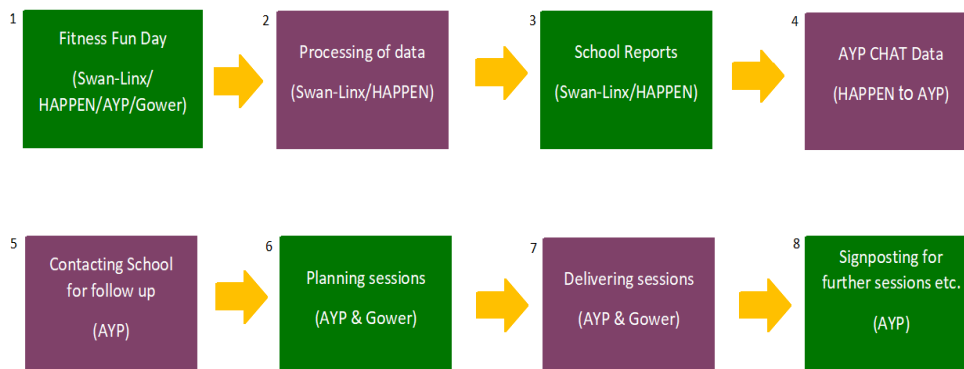 1
Fitness Fun Day
(Swan-Linx/
HAPPEN/AYP/Gower)
2
Processing of data
(Swan-Linx/HAPPEN)
3
School Reports
(Swan-Linx/HAPPEN)
4
AYP CHAT Data
(HAPPEN to AYP)
5
Contacting School
for follow up
(AYP)
6
Planning sessions
(AYP & Gower)
7
Delivering sessions
(AYP & Gower)
8
Signposting for
further sessions etc.
(AYP)